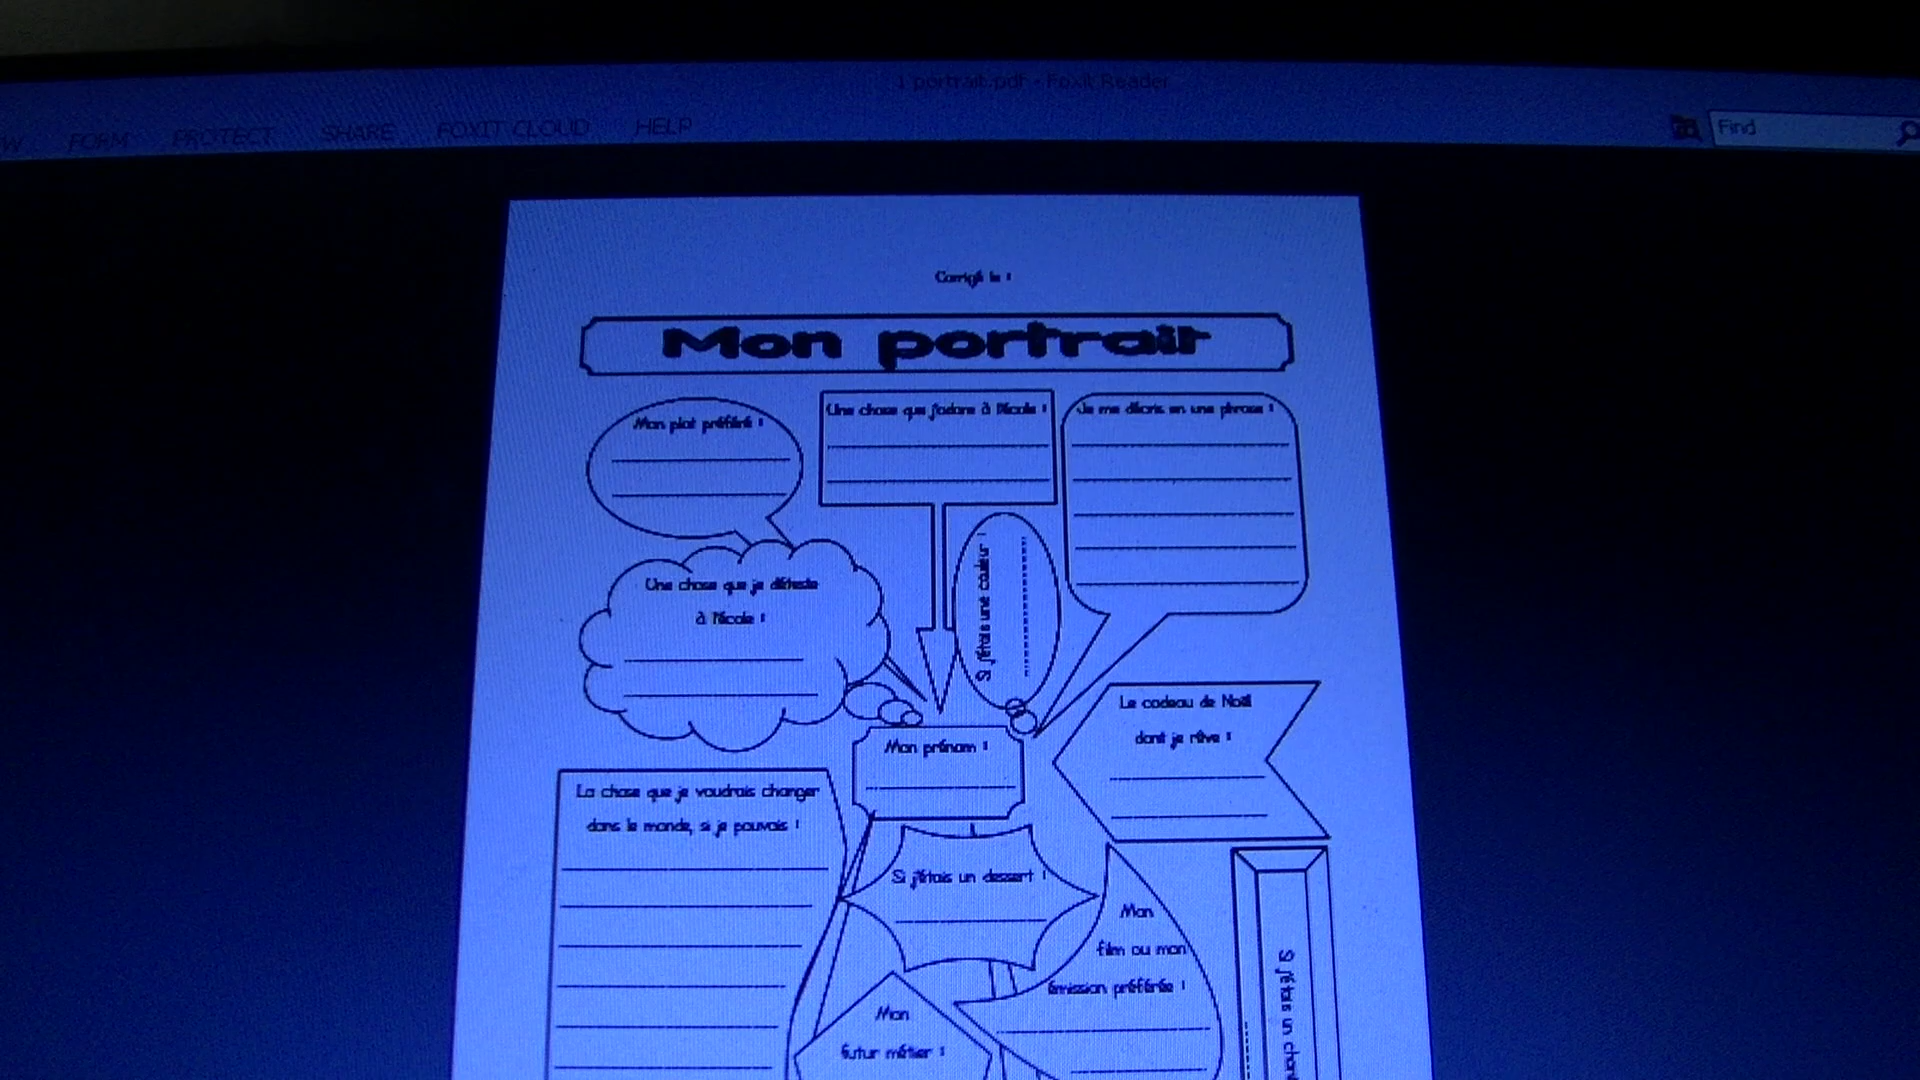 1 portrait.pdf - Foxit Reader
FORM PROTECT SHARE FOXIT CLOUD HELP
Find
Corrigé le :
Mon portrait
Mon plat préféré :
Une chose que j'adore à l'école :
Je me décris en une phrase :
Une chose que je déteste
à l'école :
Si j'étais une couleur :
Le cadeau de Noël
dont je rêve :
Mon prénom :
La chose que je voudrais changer
dans le monde, si je pouvais :
Si j'étais un dessert :
Mon
film ou mon
émission préférée :
Mon
futur métier :
Si j'étais un